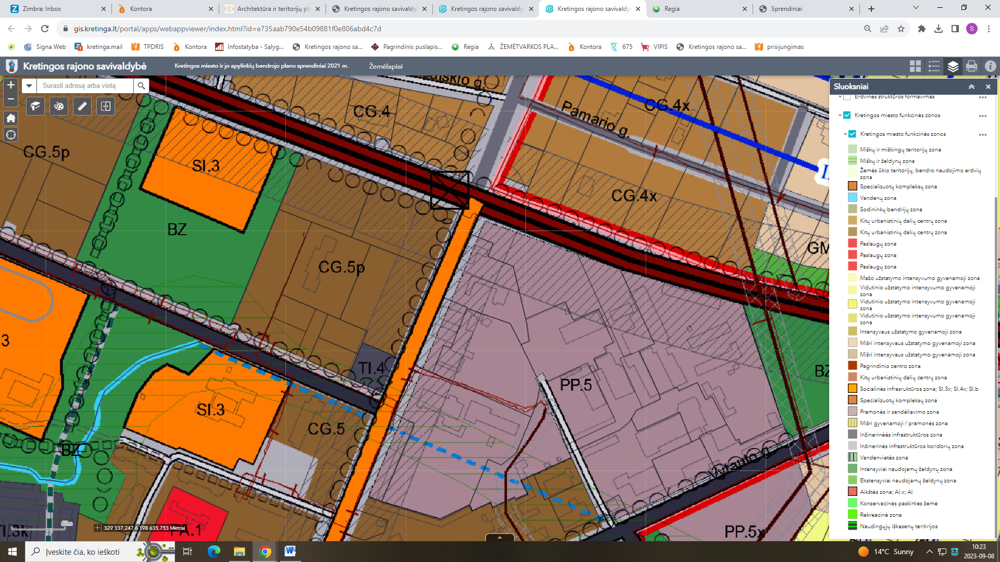 Zimbra: Inbox
Kontora
Architektūra ir teritorijų pla
Kretingos rajono savivaldyb
Kretingos rajono savivaldyb
Kretingos rajono savivaldyb
Regia
Sprendiniai
gis.kretinga.lt/portal/apps/webappviewer/index.html?id=e735aab790e54b09881f0e806abd4c7d
S
Signa Web
kretinga.mail
TPDRIS
Kontora
Infostatyba - Sąlyg...
Kretingos rajono sa...
Pagrindinis puslapis...
Regia
ŽEMĖTVARKOS PLA...
Kontora
675
VIPIS
Kretingos rajono sa...
prisijungimas
Kretingos rajono savivaldybė
Kretingos miesto ir jo apylinkių bendrojo plano sprendiniai 2021 m.
Žemėlapiai
Surasti adresą arba vietą
Sluoksniai
Erdvinės struktūros formavimas
Kretingos miesto funkcinės zonos
Kretingos miesto funkcinės zonos
Miškų ir miškingų teritorijų zona
Miškų ir želdynų zona
Žemės ūkio teritorijų, bendro naudojimo erdvių
zona
Specializuotų kompleksų zona
Vandenų zona
Sodininkų bendrijų zona
Kitų urbanistinių dalių centrų zona
Kitų urbanistinių dalių centrų zona
Paslaugų zona
Paslaugų zona
Paslaugų zona
Mažo užstatymo intensyvumo gyvenamoji zona
Vidutinio užstatymo intensyvumo gyvenamoji
zona
Vidutinio užstatymo intensyvumo gyvenamoji
zona
Vidutinio užstatymo intensyvumo gyvenamoji
zona
Intensyvaus užstatymo gyvenamoji zona
Mišri intensyvaus užstatymo gyvenamoji zona
Mišri intensyvaus užstatymo gyvenamoji zona
Pagrindinio centro zona
Kitų urbanistinių dalių centrų zona
Socialinės infrasruktūros zona; SI.3x; SI.4x; SI.b
Specializuotų kompleksų zona
Pramonės ir sandėliavimo zona
Mišri gyvenamoji / pramonės zona
Inžinerinėės infrastruktūros zona
Inžinerinės infrastruktūros koridorių zona
Vandenvietės zona
Intensyviai naudojamų želdynų zona
Ekstensyviai naudojamų želdynų zona
Aikštės zona; AI.x; AI
Konservacinės paskirties žemė
Rekreacinė zona
Naudingųjų iškasenų teritirijos
CG.4
CG.4x
Pamario g.
CG.5p
SI.3
CG.4x
BZ
GM
CG.5p
3
TI.4
BZ
PP.5
SI.3
CG.5
BZ
Vytauto g.
PA.1
PP.5x
TI.3k
60m
329 337,247 6 198 635,753 Metrai
Įveskite čia, ko ieškoti
14°C Sunny
10:23
2023-09-08